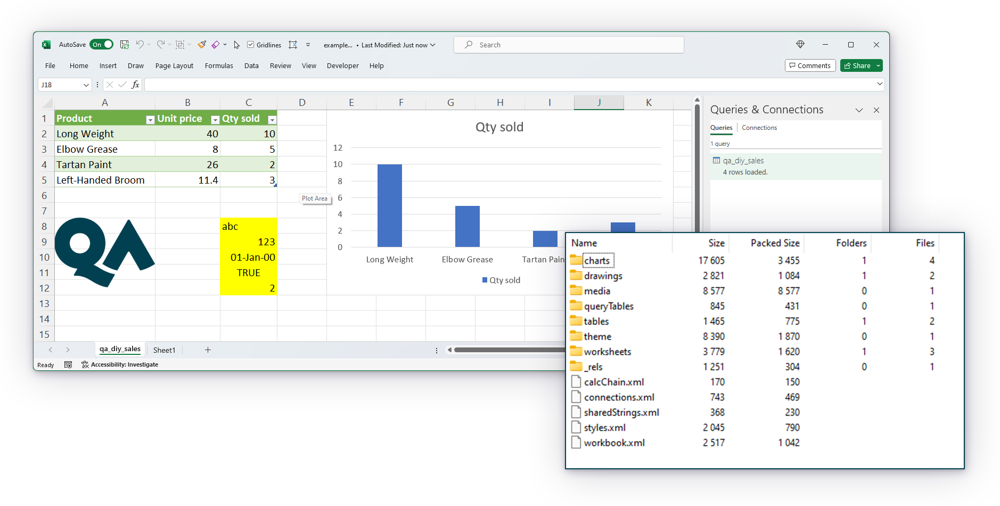 AutoSave On Gridlines example... • Last Modified: Just now Search
File Home Insert Draw Page Layout Formulas Data Review View Developer Help Comments Share
J18 fx
A B C D E F G H I J K
1 Product Unit price Qty sold
2 Long Weight 40 10
3 Elbow Grease 8 5
4 Tartan Paint 26 2
5 Left-Handed Broom 11.4 3
6
7
8 abc
9 123
10 01-Jan-00
11 TRUE
12 2
13
14
15
QA
Plot Area
Qty sold
12
10
8
6
4
2
0
Long Weight Elbow Grease Tartan Pain
Qty sold
Queries & Connections
Queries Connections
1 query
qa_diy_sales
4 rows loaded.
qa_diy_sales Sheet1
Ready Accessibility: Investigate
Name Size Packed Size Folders Files
charts 17 605 3 455 1 4
drawings 2 821 1 084 1 2
media 8 577 8 577 0 1
queryTables 845 431 0 1
tables 1 465 775 1 2
theme 8 390 1 870 0 1
worksheets 3 779 1 620 1 3
_rels 1 251 304 0 1
calcChain.xml 170 150
connections.xml 743 469
sharedStrings.xml 368 230
styles.xml 2 045 790
workbook.xml 2 517 1 042